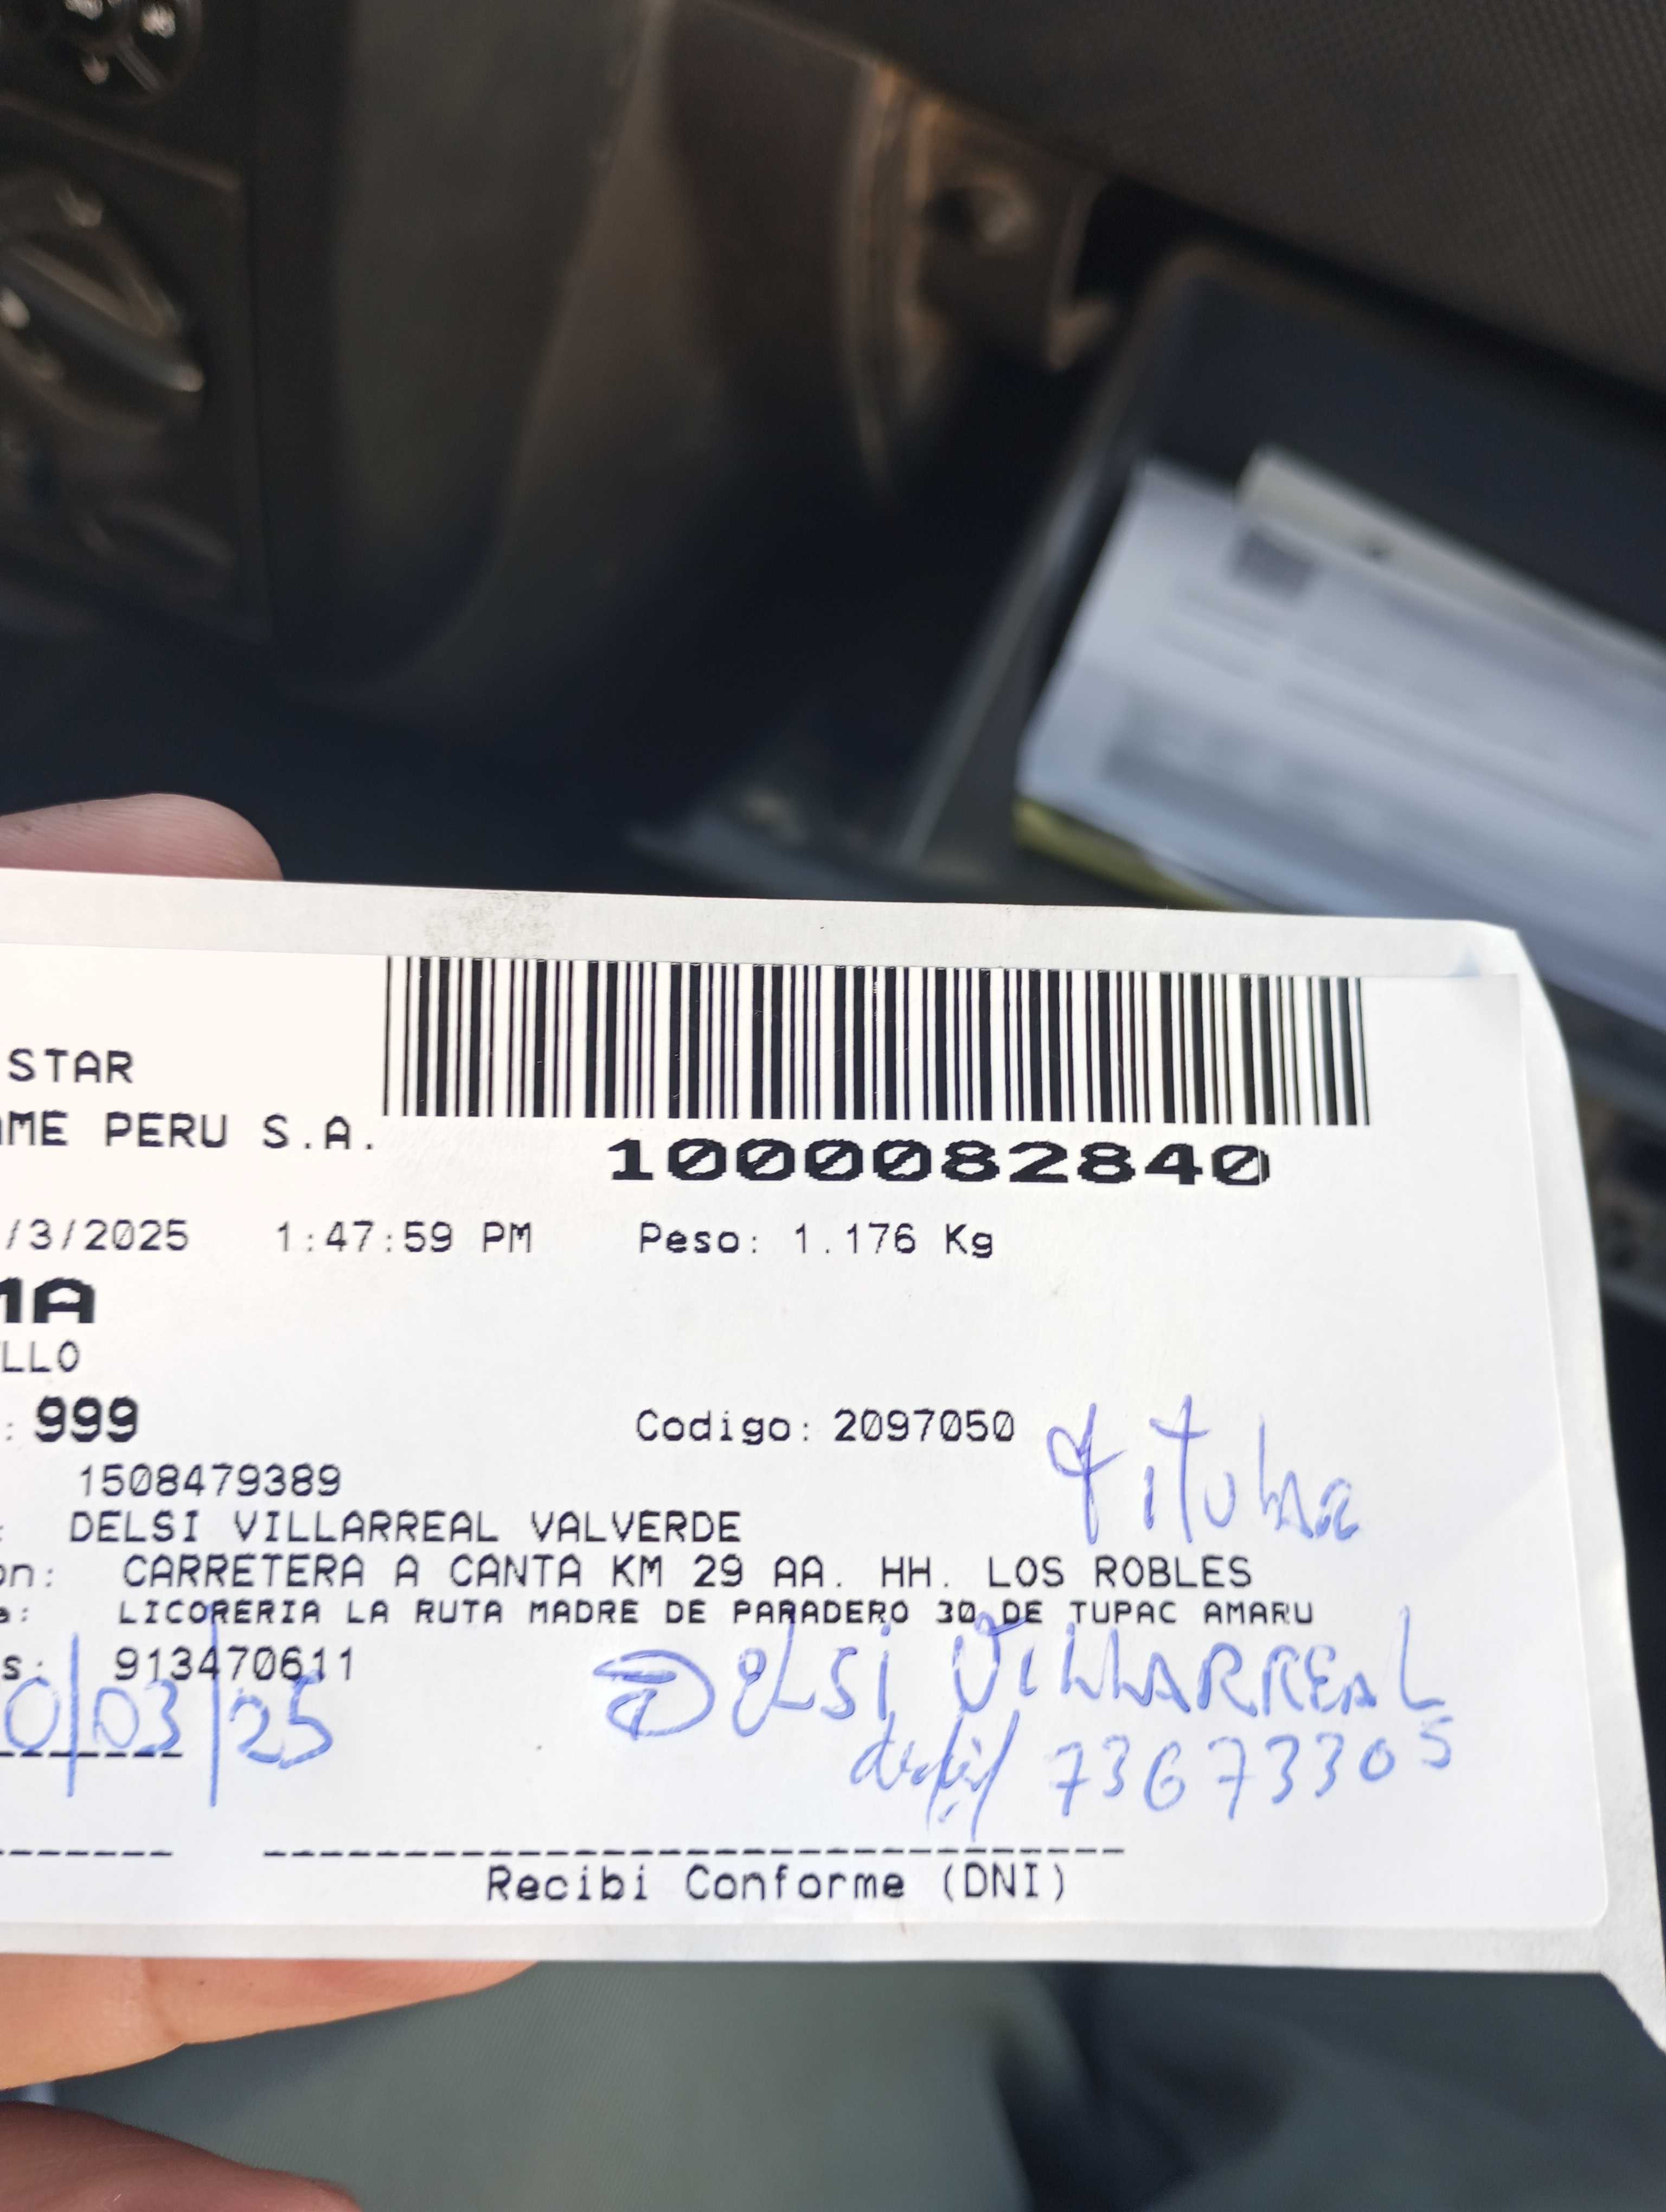 STAR
AME PERU S.A.
1000082840
/3/2025 1:47:59 PM Peso: 1.176 Kg
MA
LLO
: 999 Codigo: 2097050
Titular
1508479389
: DELSI VILLARREAL VALVERDE
on: CARRETERA A CANTA KM 29 AA. HH. LOS ROBLES
a: LICORERIA LA RUTA MADRE DE PARADERO 30 DE TUPAC AMARU
s: 913470611
0/03/25 DELSI VILLARREAL
73673305
Recibi Conforme (DNI)